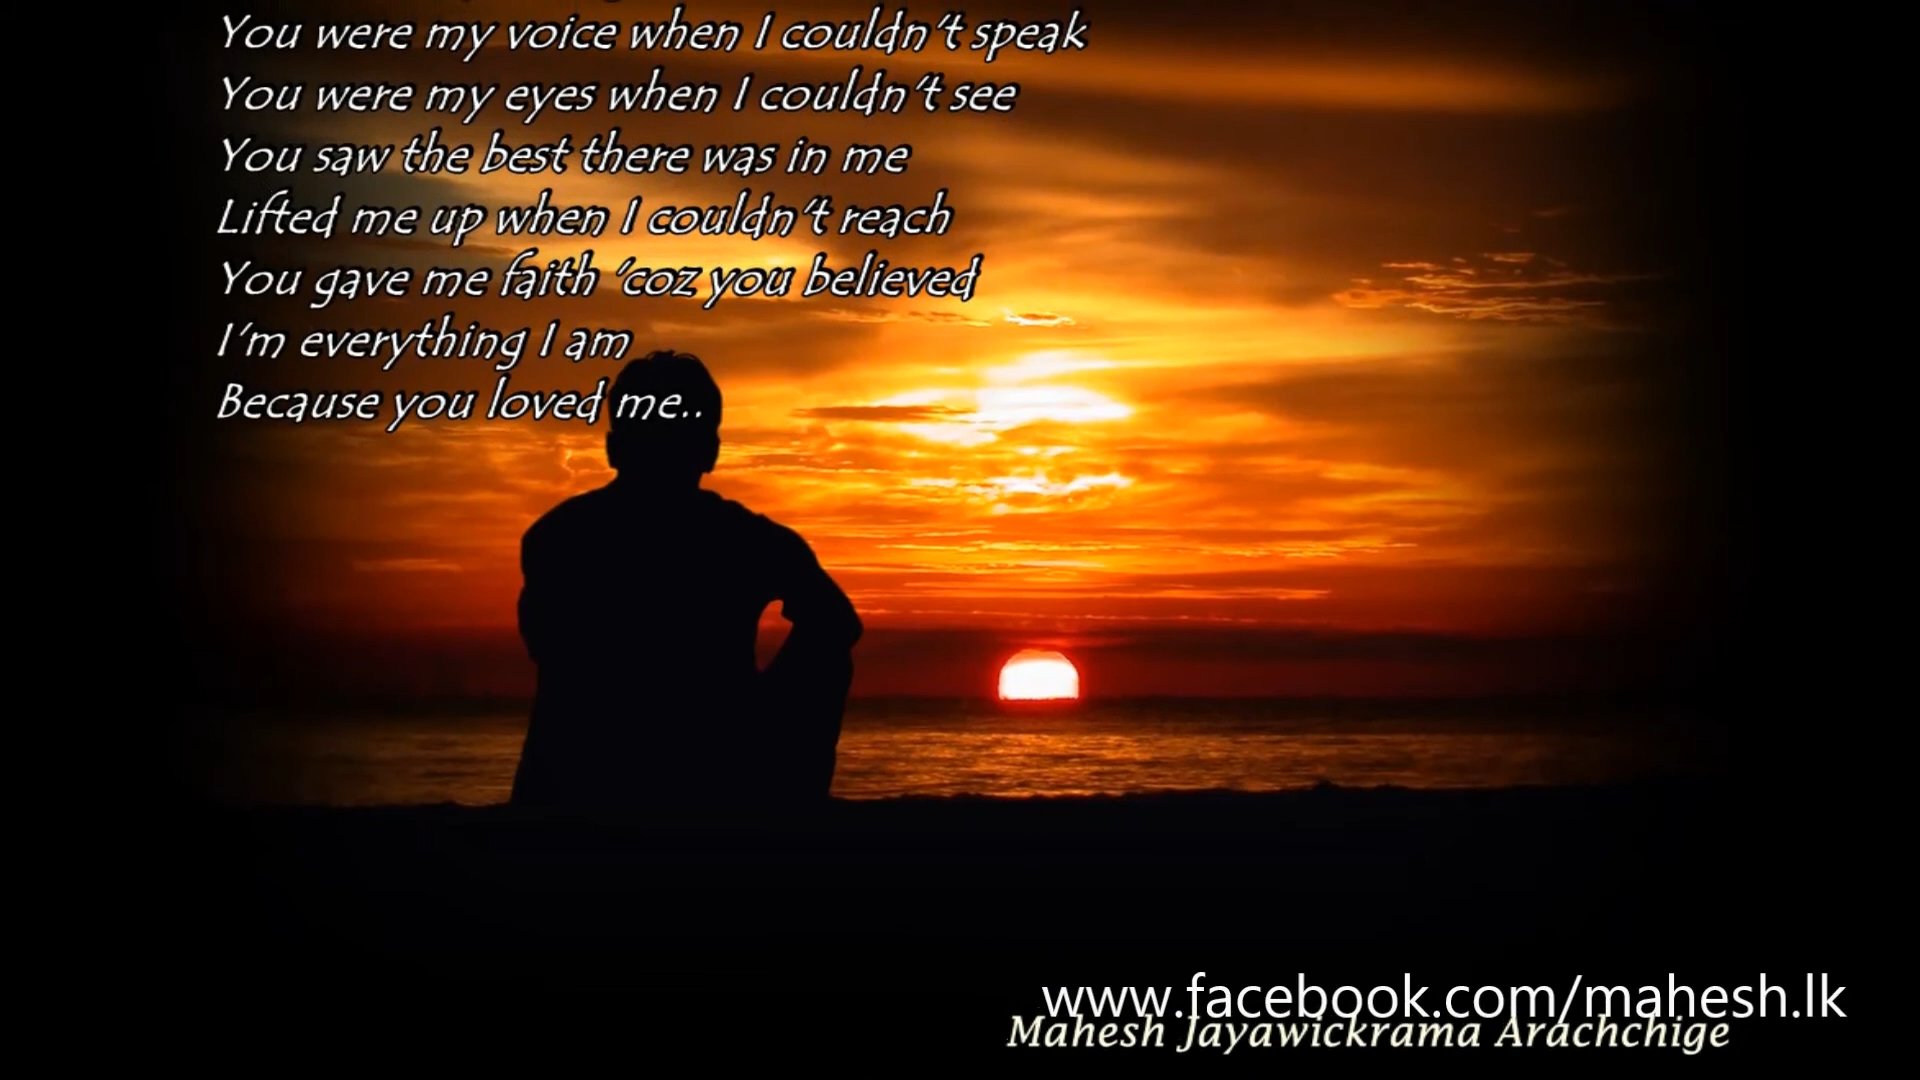 You were my voice when I couldn't speak
You were my eyes when I couldn't see
You saw the best there was in me
Lifted me up when I couldn't reach
You gave me faith 'coz you believed
I'm everything I am
Because you loved me..
www.facebook.com/mahesh.lk
Mahesh Jayawickrama Arachchige